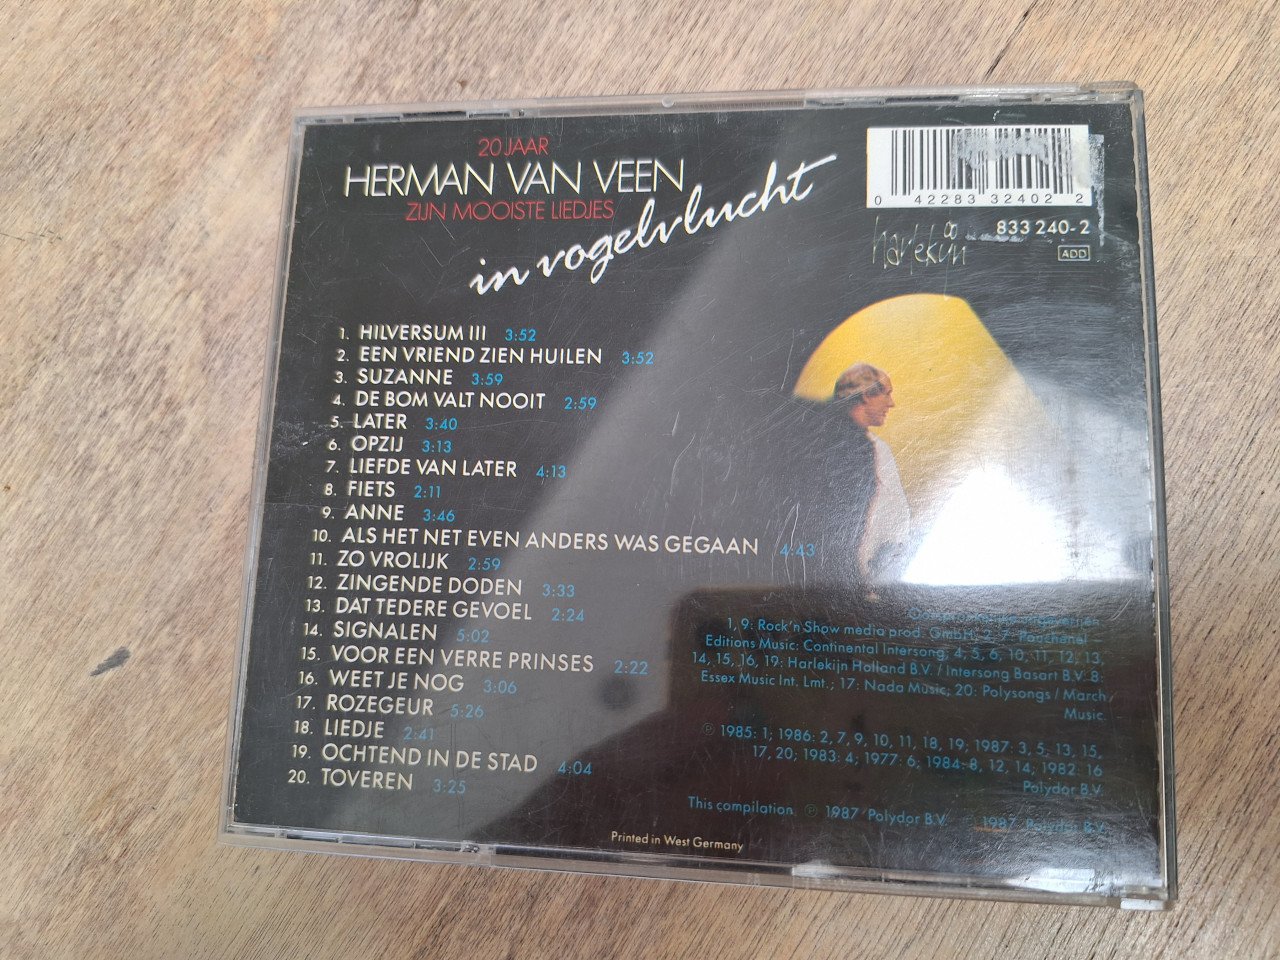 20 JAAR
HERMAN VAN VEEN
ZIJN MOOISTE LIEDJES
in vogelvlucht
0 42283 32402 2
harlekijn
833 240-2
ADD
1. HILVERSUM III 3:52
2. EEN VRIEND ZIEN HUILEN 3:52
3. SUZANNE 3:59
4. DE BOM VALT NOOIT 2:59
5. LATER 3:40
6. OPZIJ 3:13
7. LIEFDE VAN LATER 4:13
8. FIETS 2:11
9. ANNE 3:46
10. ALS HET NET EVEN ANDERS WAS GEGAAN 4:43
11. ZO VROLIJK 2:59
12. ZINGENDE DODEN 3:33
13. DAT TEDERE GEVOEL 2:24
14. SIGNALEN 5:02
15. VOOR EEN VERRE PRINSES 2:22
16. WEET JE NOG 3:06
17. ROZEGEUR 5:26
18. LIEDJE 2:41
19. OCHTEND IN DE STAD 4:04
20. TOVEREN 3:25
1, 9: Rock'n Show media prod. GmbH; 2, 7: Pouchenel –
Editions Music: Continental Intersong; 4, 5, 6, 10, 11, 12, 13,
14, 15, 16, 19: Harlekijn Holland B.V. / Intersong Basart B.V. 8:
Essex Music Int. Lmt.; 17: Nada Music; 20: Polysongs / March
Music.
℗ 1985: 1; 1986: 2, 7, 9, 10, 11, 18, 19; 1987: 3, 5, 13, 15,
17, 20; 1983: 4; 1977: 6; 1984: 8, 12, 14; 1982: 16
Polydor B.V.
This compilation ℗ 1987 Polydor B.V. © 1987 Polydor B.V.
Printed in West Germany